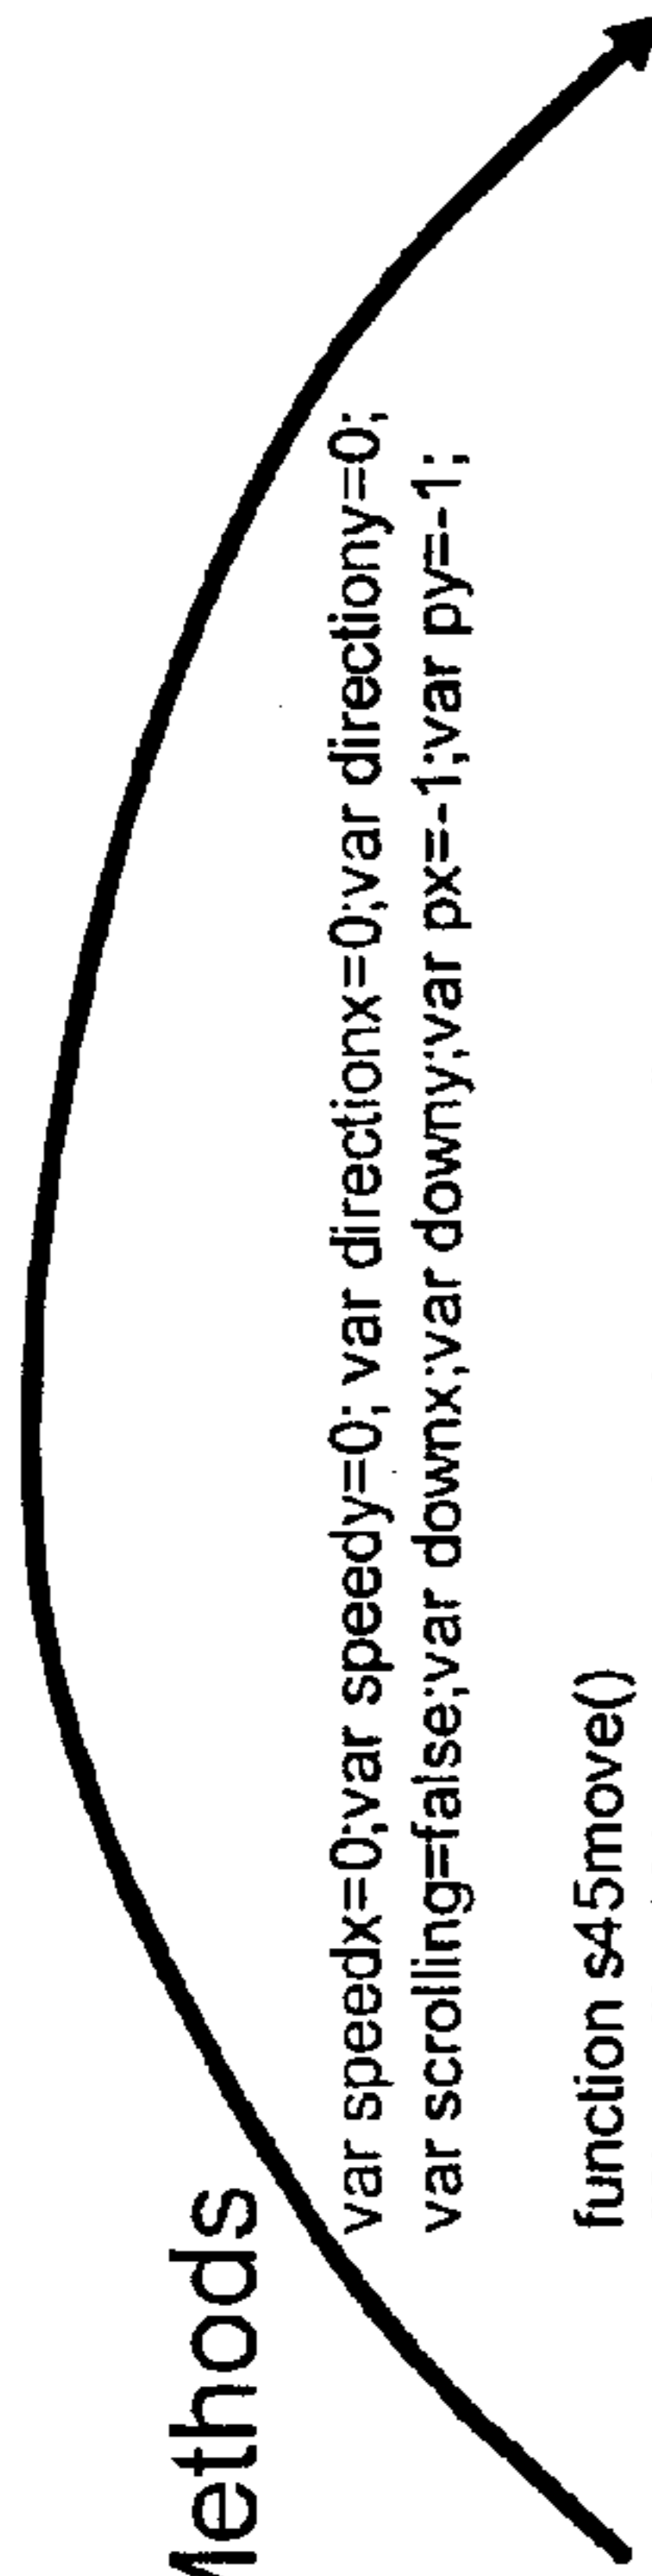 Methods
var speedx=0;var speedy=0; var directionx=0;var directiony=0;
var scrolling=false;var downx;var downy;var px=-1;var py=-1;
function s45move()